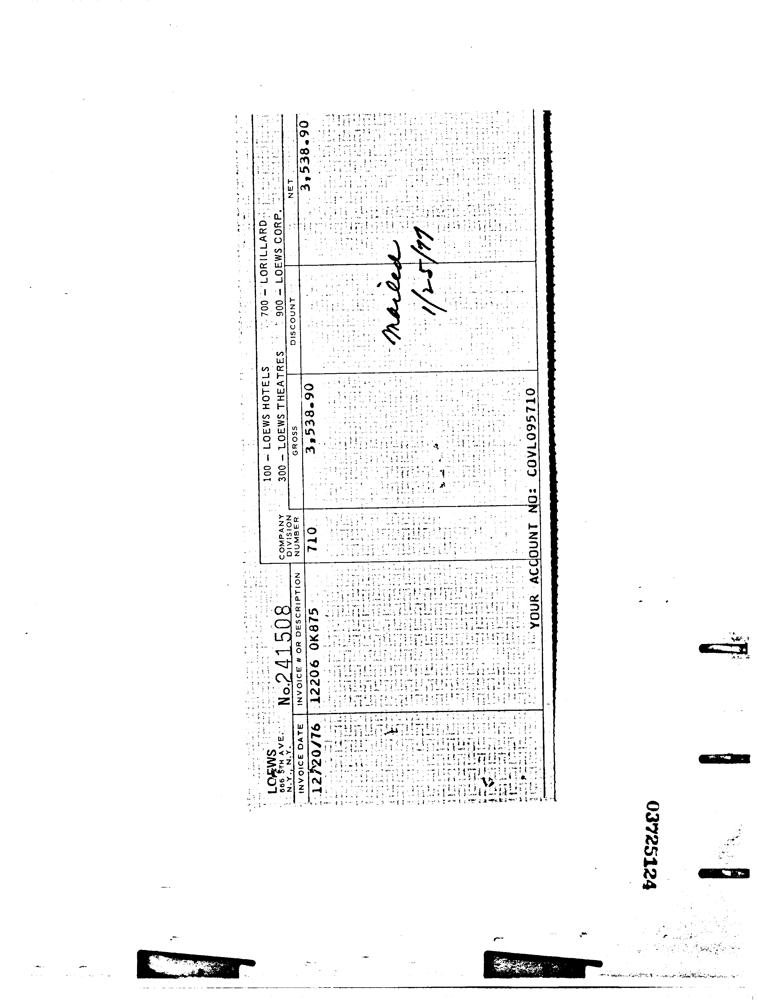 LOEWS
666 5TH AVE.
N.Y., N.Y.
No. 241508
COMPANY DIVISION NUMBER
100 — LOEWS HOTELS 700 — LORILLARD
300 — LOEWS THEATRES 900 — LOEWS CORP.
INVOICE DATE INVOICE # OR DESCRIPTION GROSS DISCOUNT NET
12/20/76 12206 OK875 710 3,538.90 3,538.90
Mailed
1/25/77
YOUR ACCOUNT NO: COVL095710
03725124